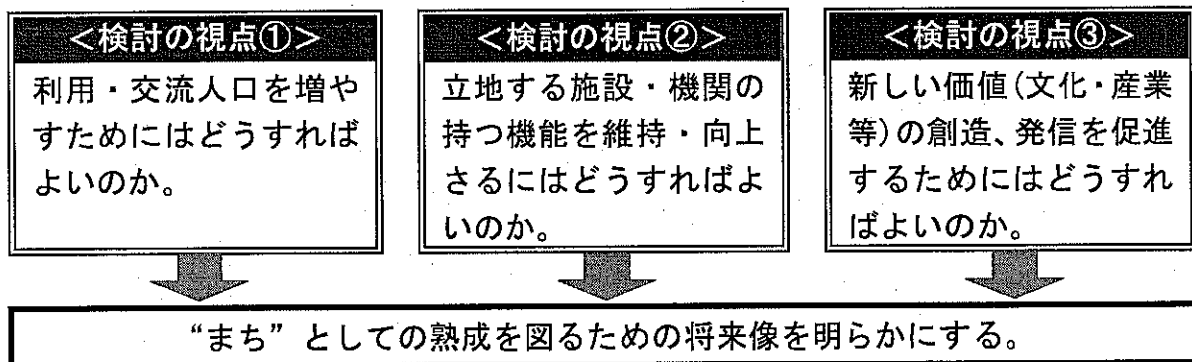 ＜検討の視点①＞
利用・交流人口を増や
すためにはどうすれば
よいのか。
＜検討の視点②＞
立地する施設・機関の
持つ機能を維持・向上
さるにはどうすればよ
いのか。
＜検討の視点③＞
新しい価値(文化・産業
等)の創造、発信を促進
するためにはどうすれ
ばよいのか。
“まち”としての熟成を図るための将来像を明らかにする。